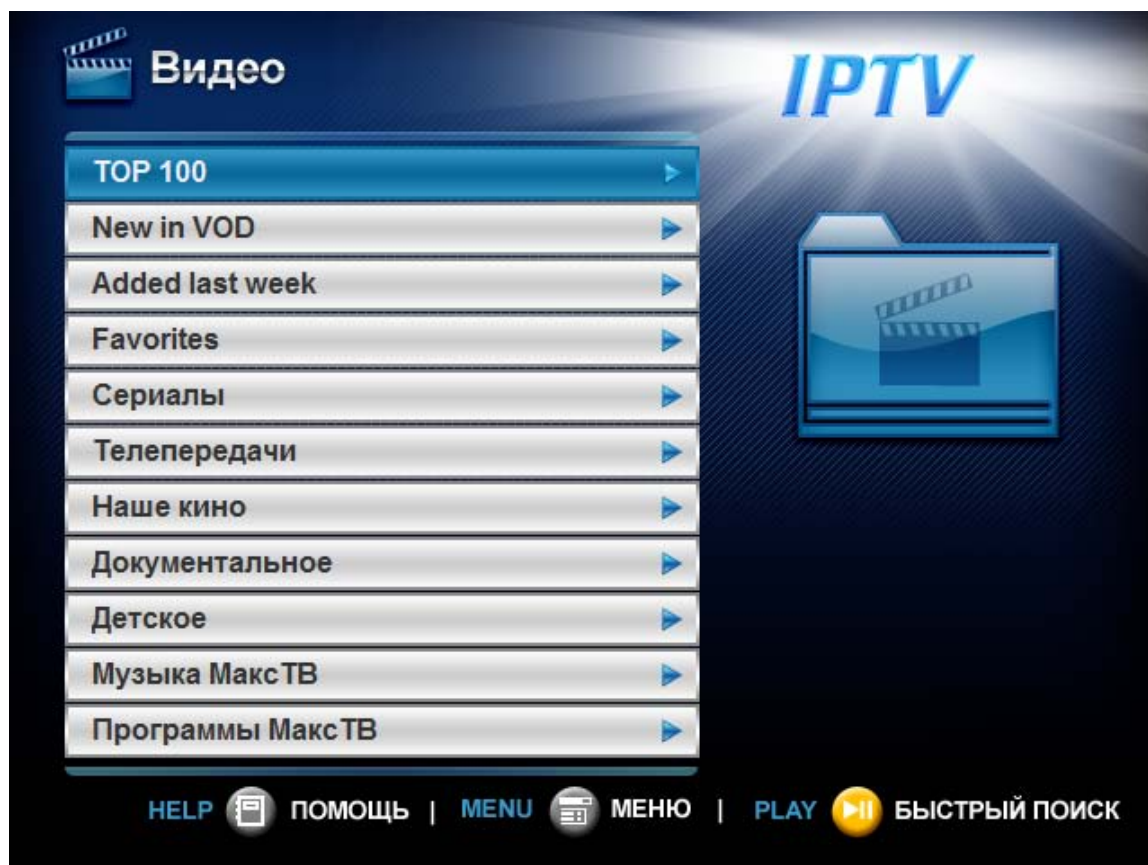 Видео
IPTV
TOP 100
New in VOD
Added last week
Favorites
Сериалы
Телепередачи
Наше кино
Документальное
Детское
Музыка МаксТВ
Программы МаксТВ
HELP ПОМОЩЬ | MENU МЕНЮ | PLAY БЫСТРЫЙ ПОИСК